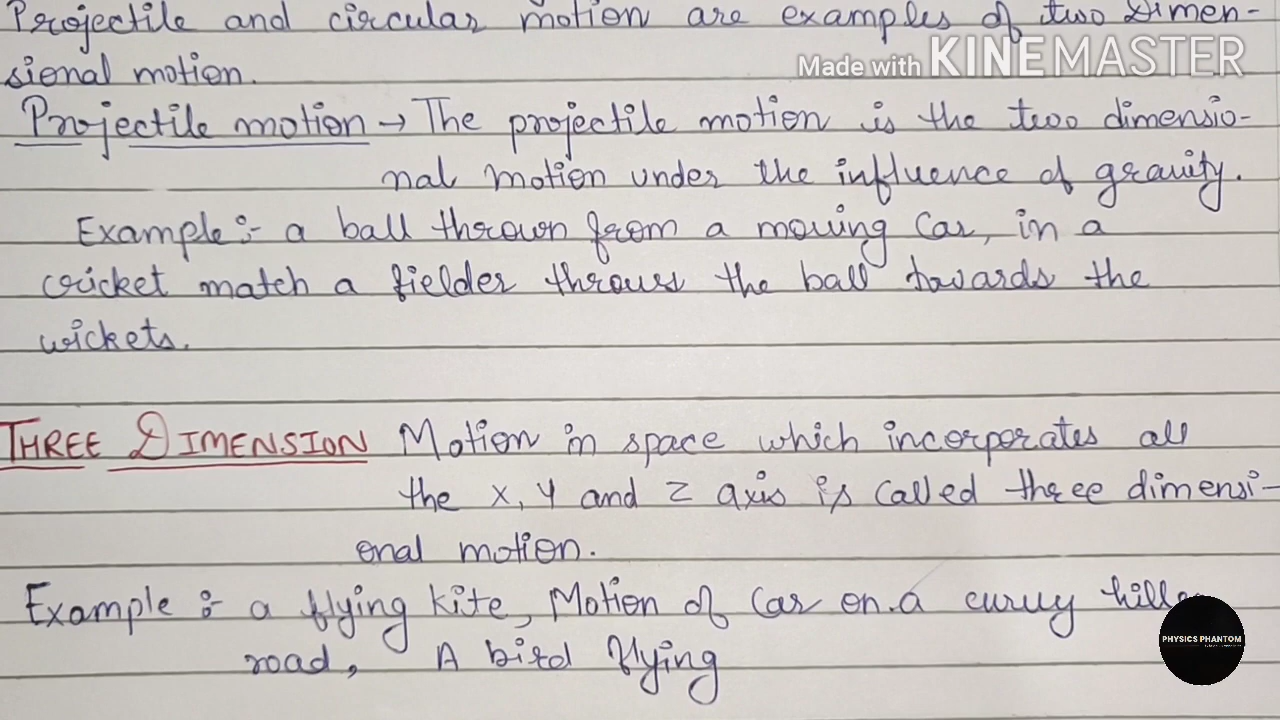 Projectile and circular motion are examples of two Dimen-
sional motion.
Made with KINEMASTER
Projectile motion → The projectile motion is the two dimensio-
nal motion under the influence of gravity.
Example :- a ball thrown from a moving Car, in a
cricket match a fielder throws the ball towards the
wickets.
THREE DIMENSION Motion in space which incorporates all
the X, Y and Z axis is called three dimensi-
onal motion.
Example :- a flying kite, Motion of Car on a curvy
road, A bird flying
PHYSICS PHANTOM